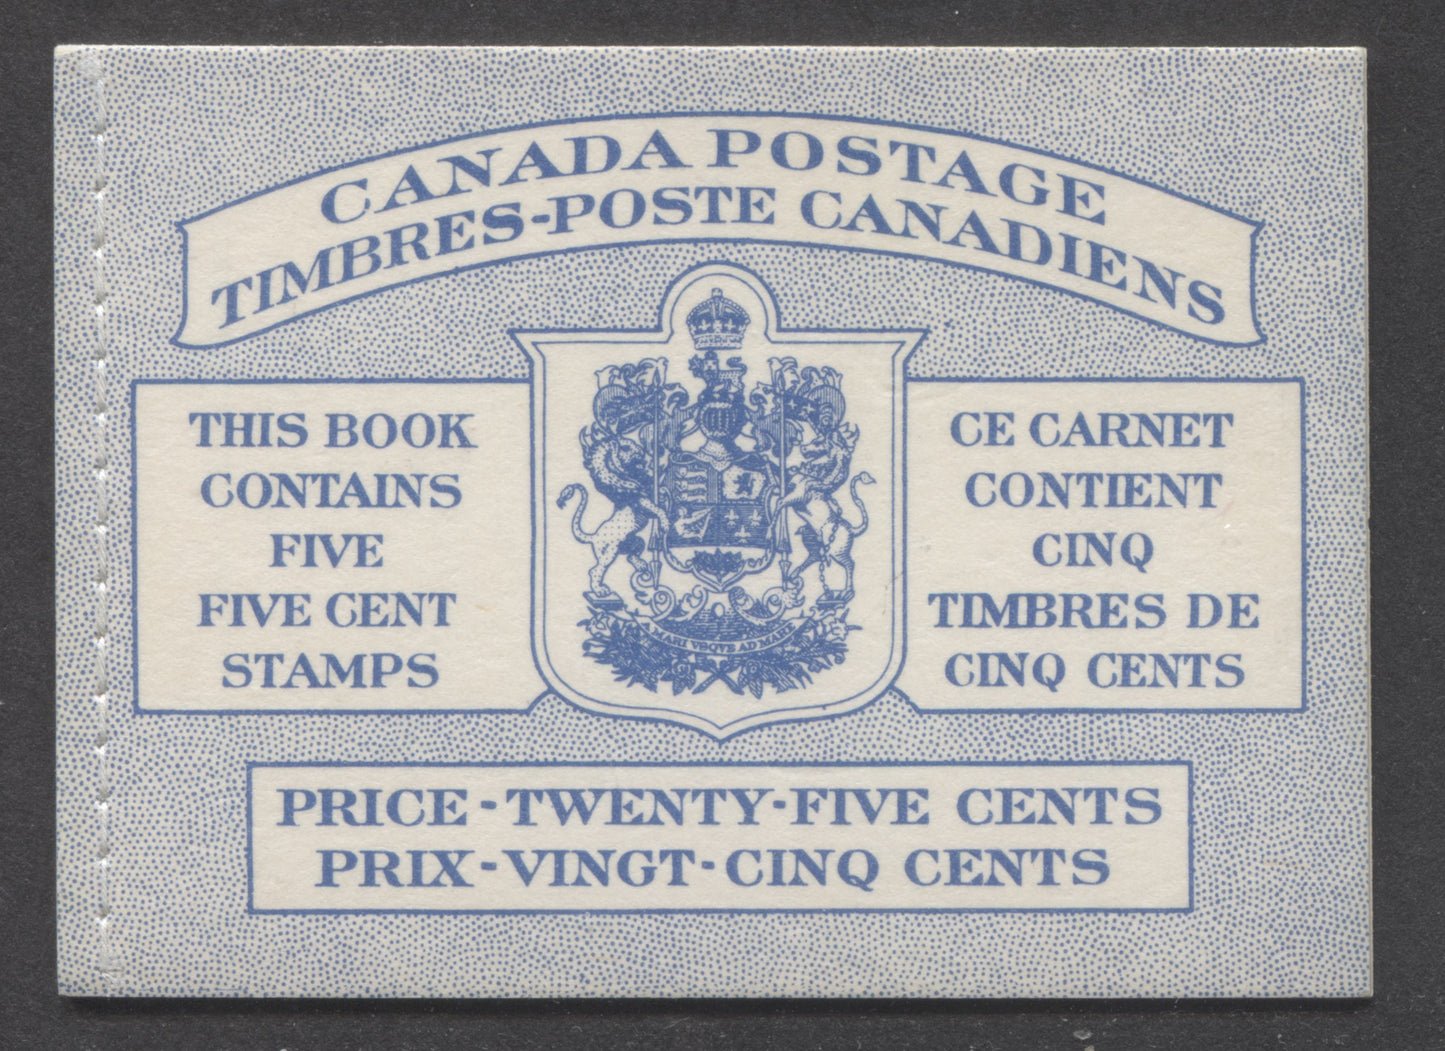 CANADA POSTAGE
TIMBRES-POSTE CANADIENS
THIS BOOK
CONTAINS
FIVE
FIVE CENT
STAMPS
A MARI VSQVE AD MARE
CE CARNET
CONTIENT
CINQ
TIMBRES DE
CINQ CENTS
PRICE - TWENTY-FIVE CENTS
PRIX - VINGT - CINQ CENTS